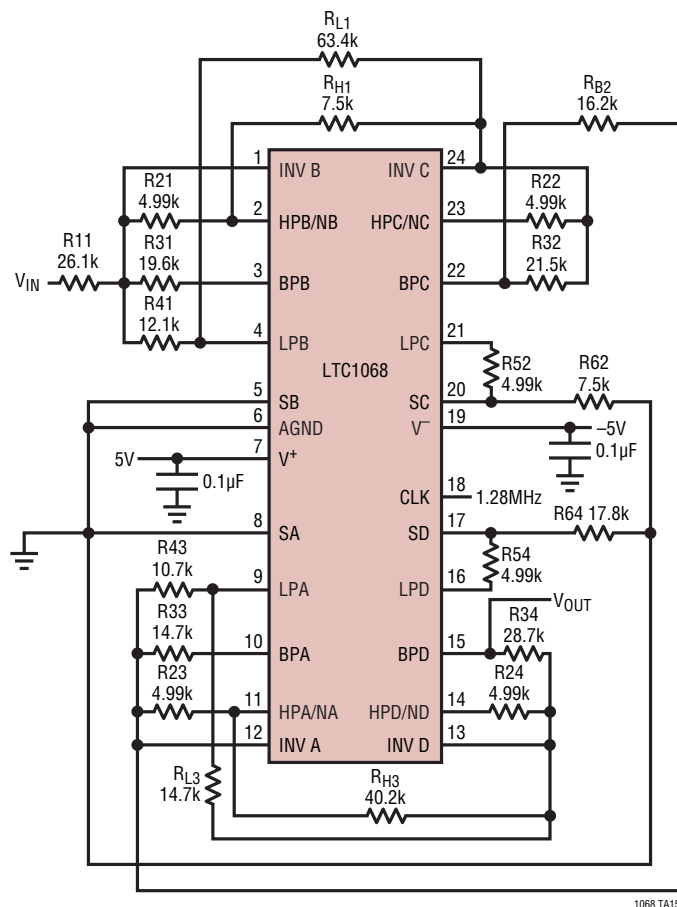 RL1
63.4k
RH1
7.5k
RB2
16.2k
1 INV B INV C 24
R21
4.99k
R22
4.99k
2 HPB/NB HPC/NC 23
R11
26.1k
R31
19.6k
R32
21.5k
VIN
3 BPB BPC 22
R41
12.1k
4 LPB LPC 21
LTC1068
R52
4.99k
R62
7.5k
5 SB SC 20
6 AGND V– 19
–5V
0.1µF
5V
7 V+
0.1µF
CLK 18 1.28MHz
8 SA SD 17
R64 17.8k
R43
10.7k
R54
4.99k
9 LPA LPD 16
VOUT
R33
14.7k
R34
28.7k
10 BPA BPD 15
R23
4.99k
R24
4.99k
11 HPA/NA HPD/ND 14
12 INV A INV D 13
RL3
14.7k
RH3
40.2k
1068 TA15